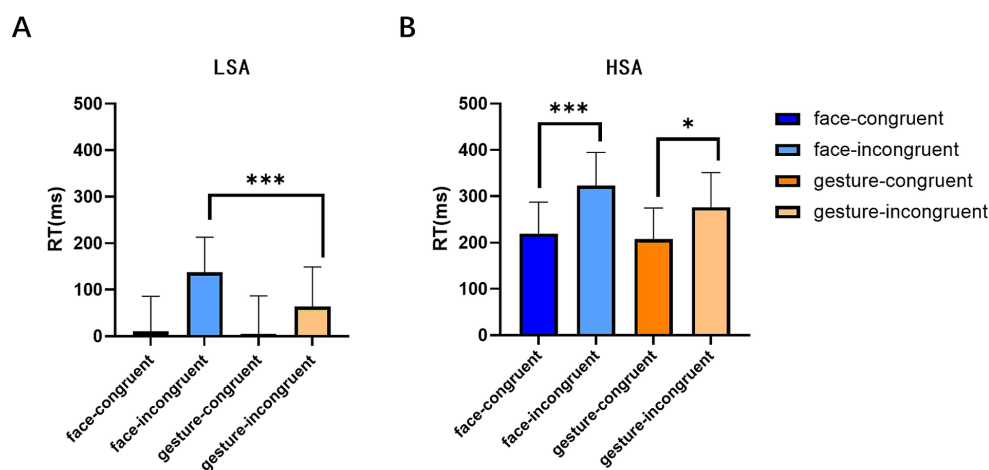 A
LSA
RT(ms)
500
400
300
200
100
0
***
face-congruent
face-incongruent
gesture-congruent
gesture-incongruent
B
HSA
RT(ms)
500
400
300
200
100
0
***
*
face-congruent
face-incongruent
gesture-congruent
gesture-incongruent
face-congruent
face-incongruent
gesture-congruent
gesture-incongruent